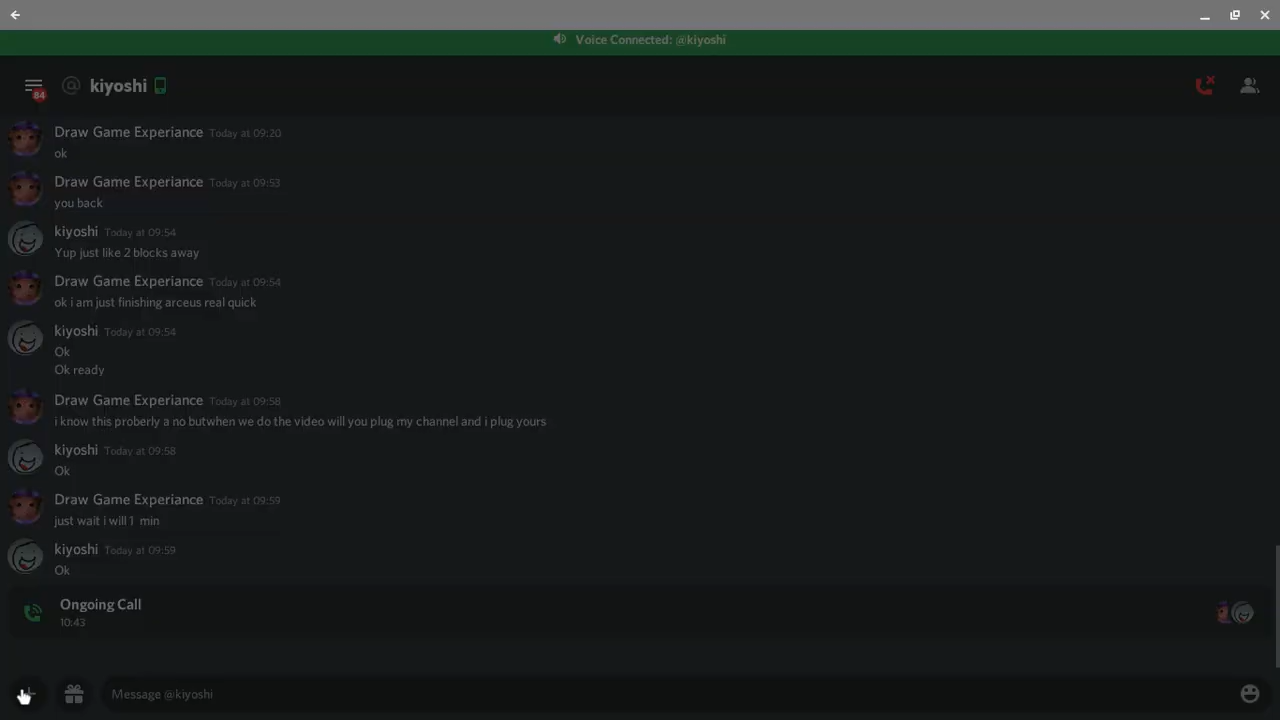 Voice Connected: @kiyoshi
84
@ kiyoshi
Draw Game Experiance Today at 09:20
ok
Draw Game Experiance Today at 09:53
you back
kiyoshi Today at 09:54
Yup just like 2 blocks away
Draw Game Experiance Today at 09:54
ok i am just finishing arceus real quick
kiyoshi Today at 09:54
Ok
Ok ready
Draw Game Experiance Today at 09:58
i know this proberly a no butwhen we do the video will you plug my channel and i plug yours
kiyoshi Today at 09:58
Ok
Draw Game Experiance Today at 09:59
just wait i will 1 min
kiyoshi Today at 09:59
Ok
Ongoing Call
10:43
Message @kiyoshi